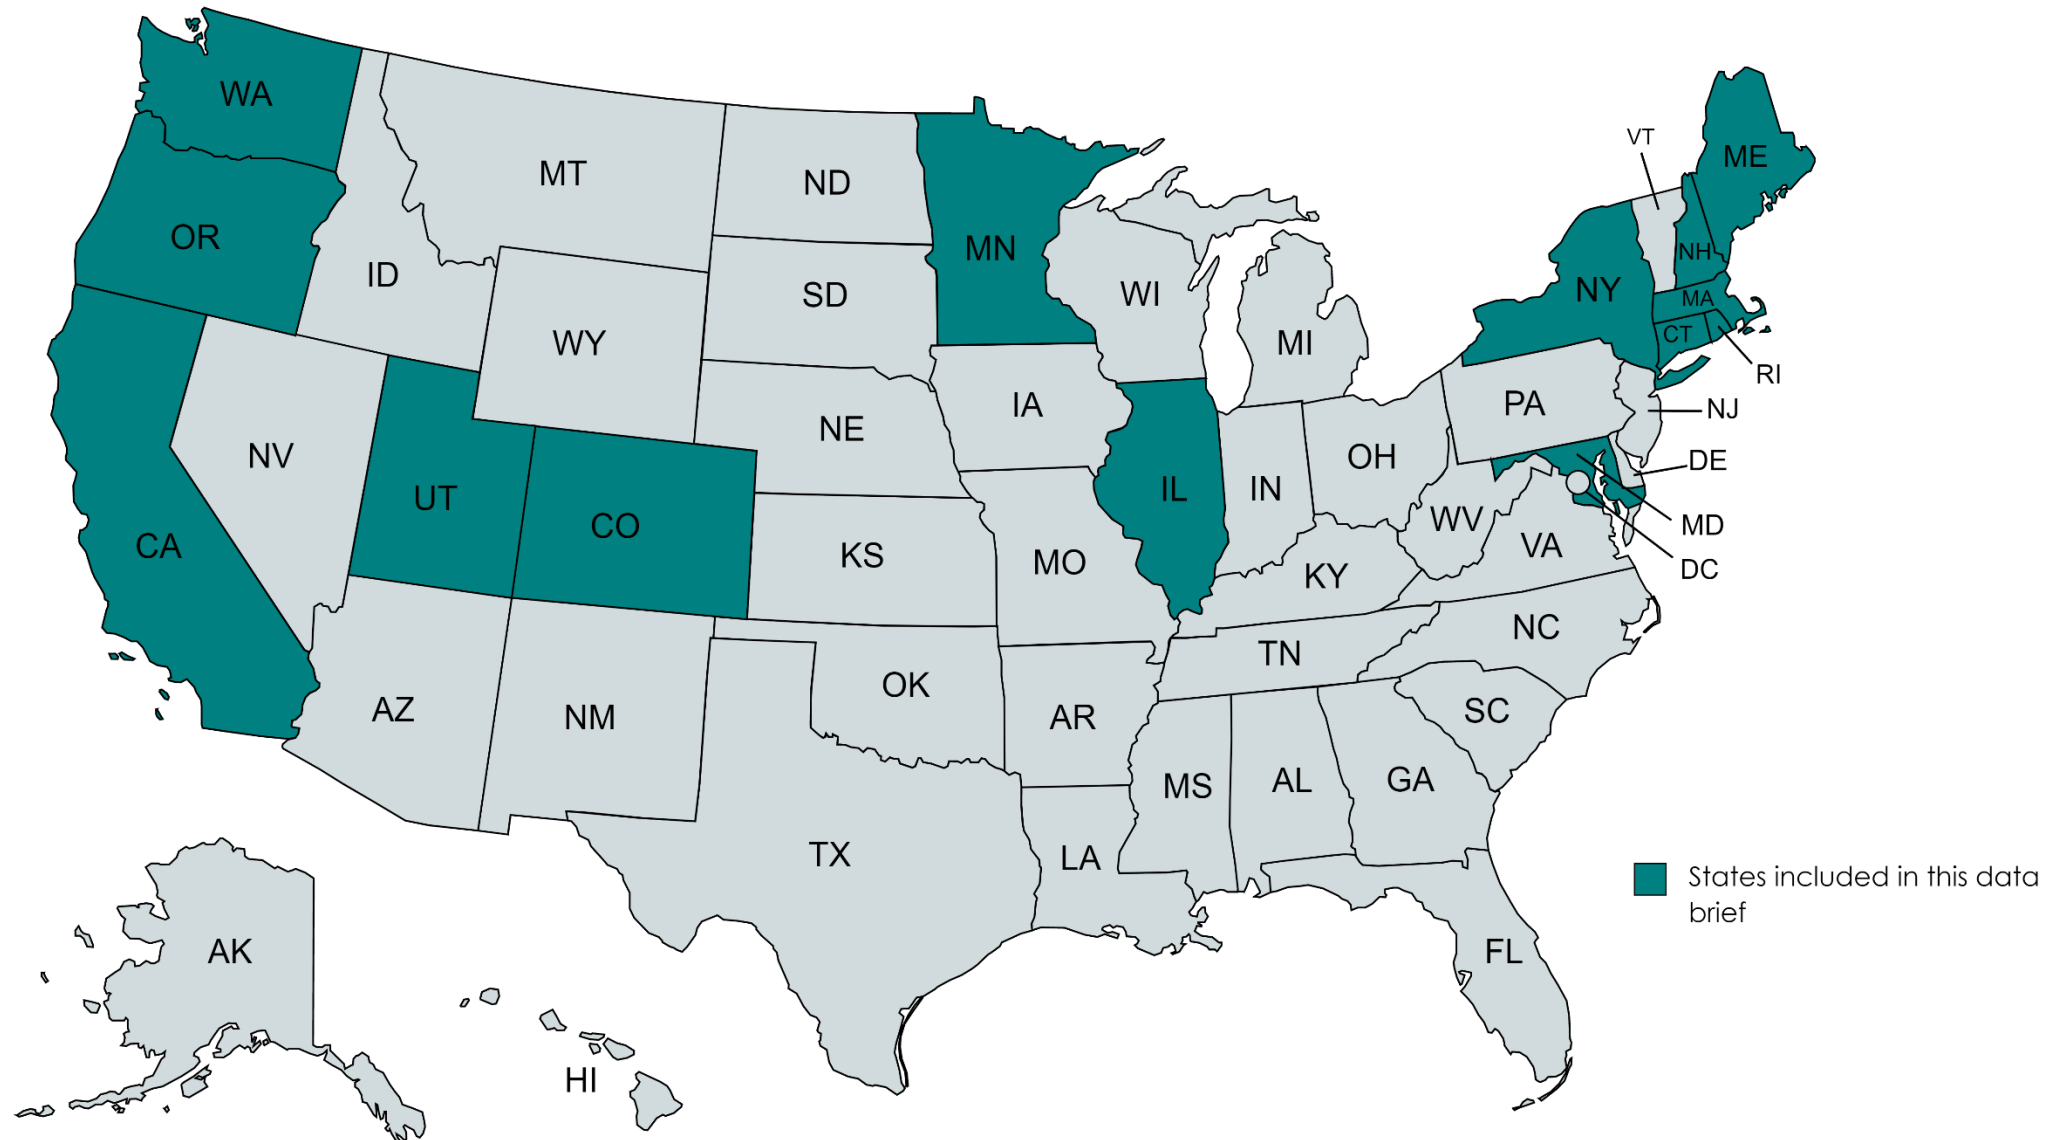 WA
OR
CA
ID
NV
MT
WY
UT
CO
AZ
NM
ND
SD
NE
KS
OK
TX
MN
IA
MO
AR
LA
WI
IL
MI
IN
OH
KY
TN
MS
AL
GA
FL
SC
NC
VA
WV
PA
NY
VT
ME
NH
MA
CT
RI
NJ
DE
MD
DC
AK
HI
States included in this data
brief